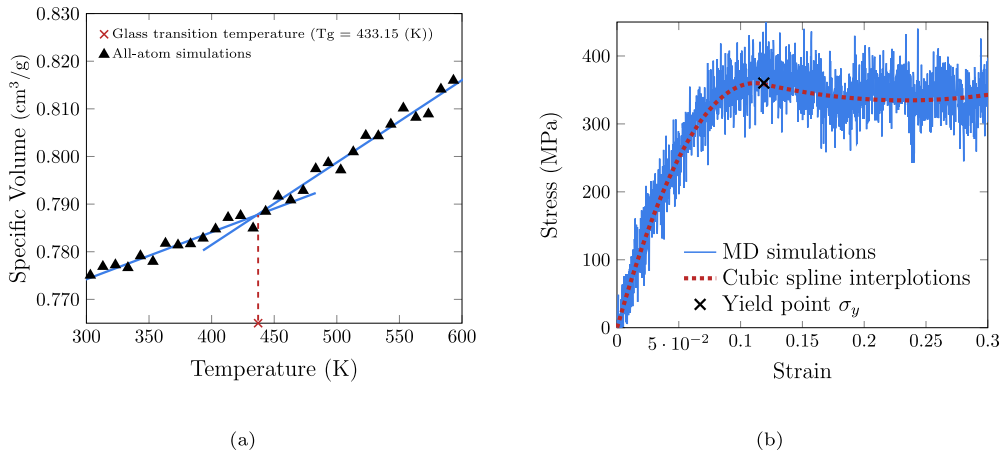 0.830
0.820
0.810
0.800
0.790
0.780
0.770
Specific Volume (cm³/g)
Glass transition temperature (Tg = 433.15 (K))
All-atom simulations
300 350 400 450 500 550 600
Temperature (K)
(a)
400
300
200
100
0
Stress (MPa)
MD simulations
Cubic spline interplotions
Yield point σ_y
0 5 · 10⁻² 0.1 0.15 0.2 0.25 0.3
Strain
(b)